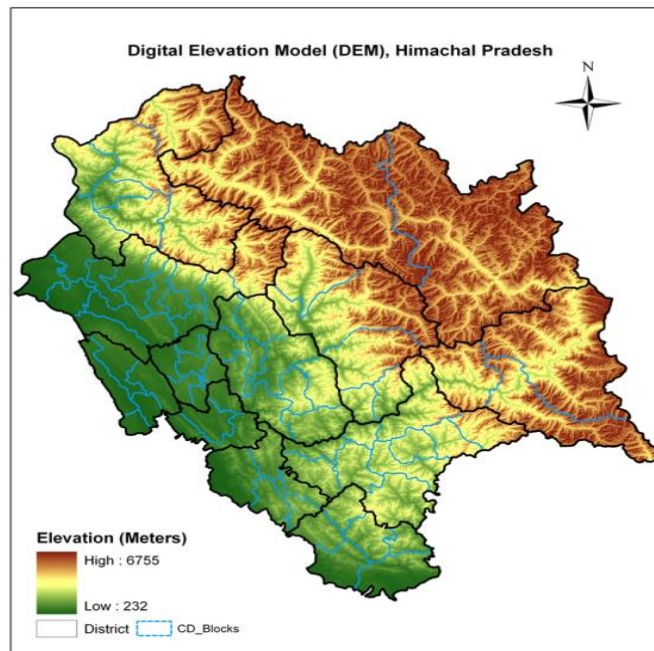 Digital Elevation Model (DEM), Himachal Pradesh
N
Elevation (Meters)
High : 6755
Low : 232
District
CD_Blocks